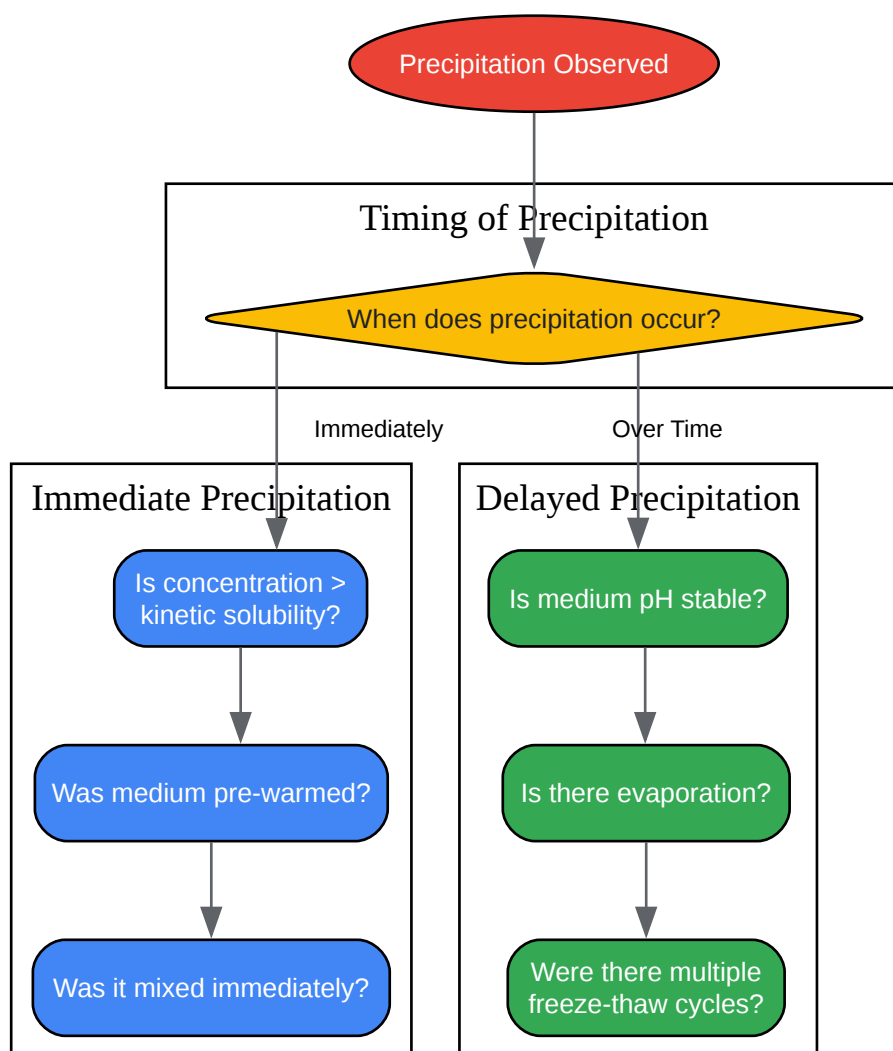 Precipitation Observed
Timing of Precipitation
When does precipitation occur?
Immediately
Over Time
Immediate Precipitation
Is concentration >
kinetic solubility?
Was medium pre-warmed?
Was it mixed immediately?
Delayed Precipitation
Is medium pH stable?
Is there evaporation?
Were there multiple
freeze-thaw cycles?